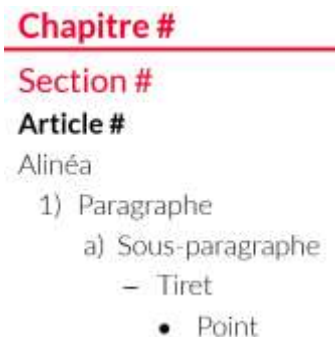 Chapitre #
Section #
Article #
Alinéa
1) Paragraphe
a) Sous-paragraphe
– Tiret
• Point